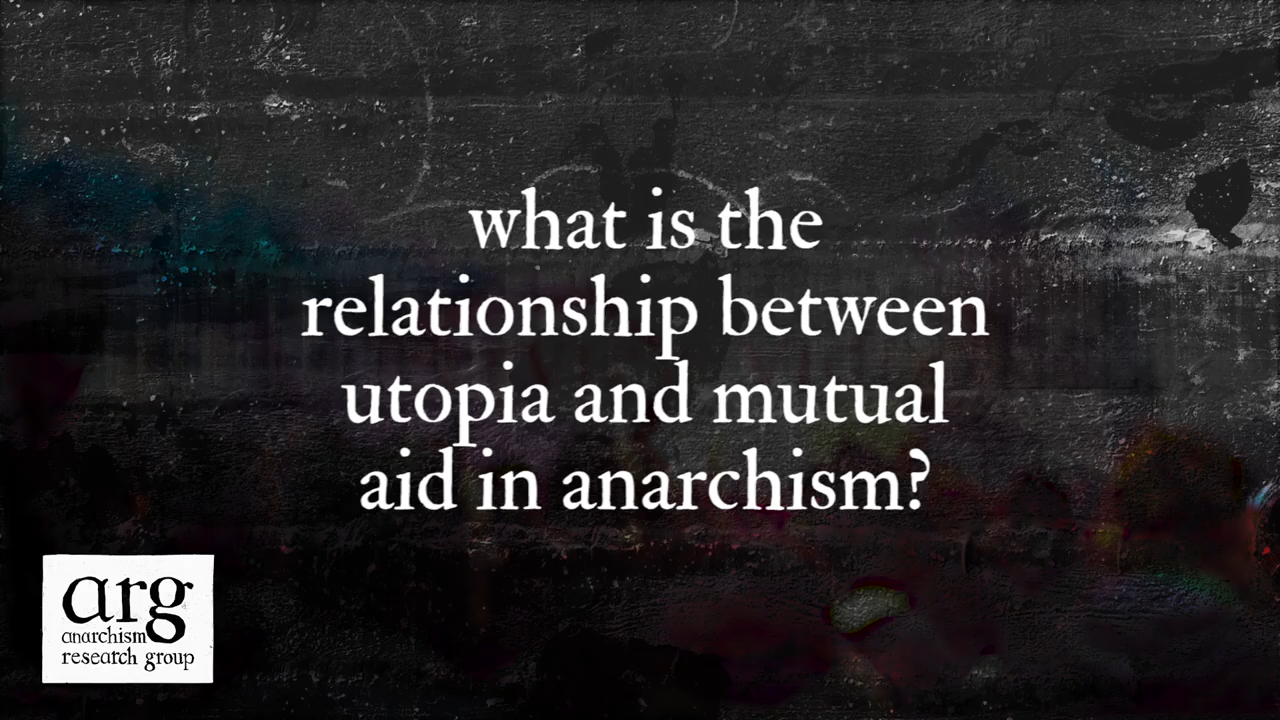 what is the
relationship between
utopia and mutual
aid in anarchism?
arg
anarchism
research group